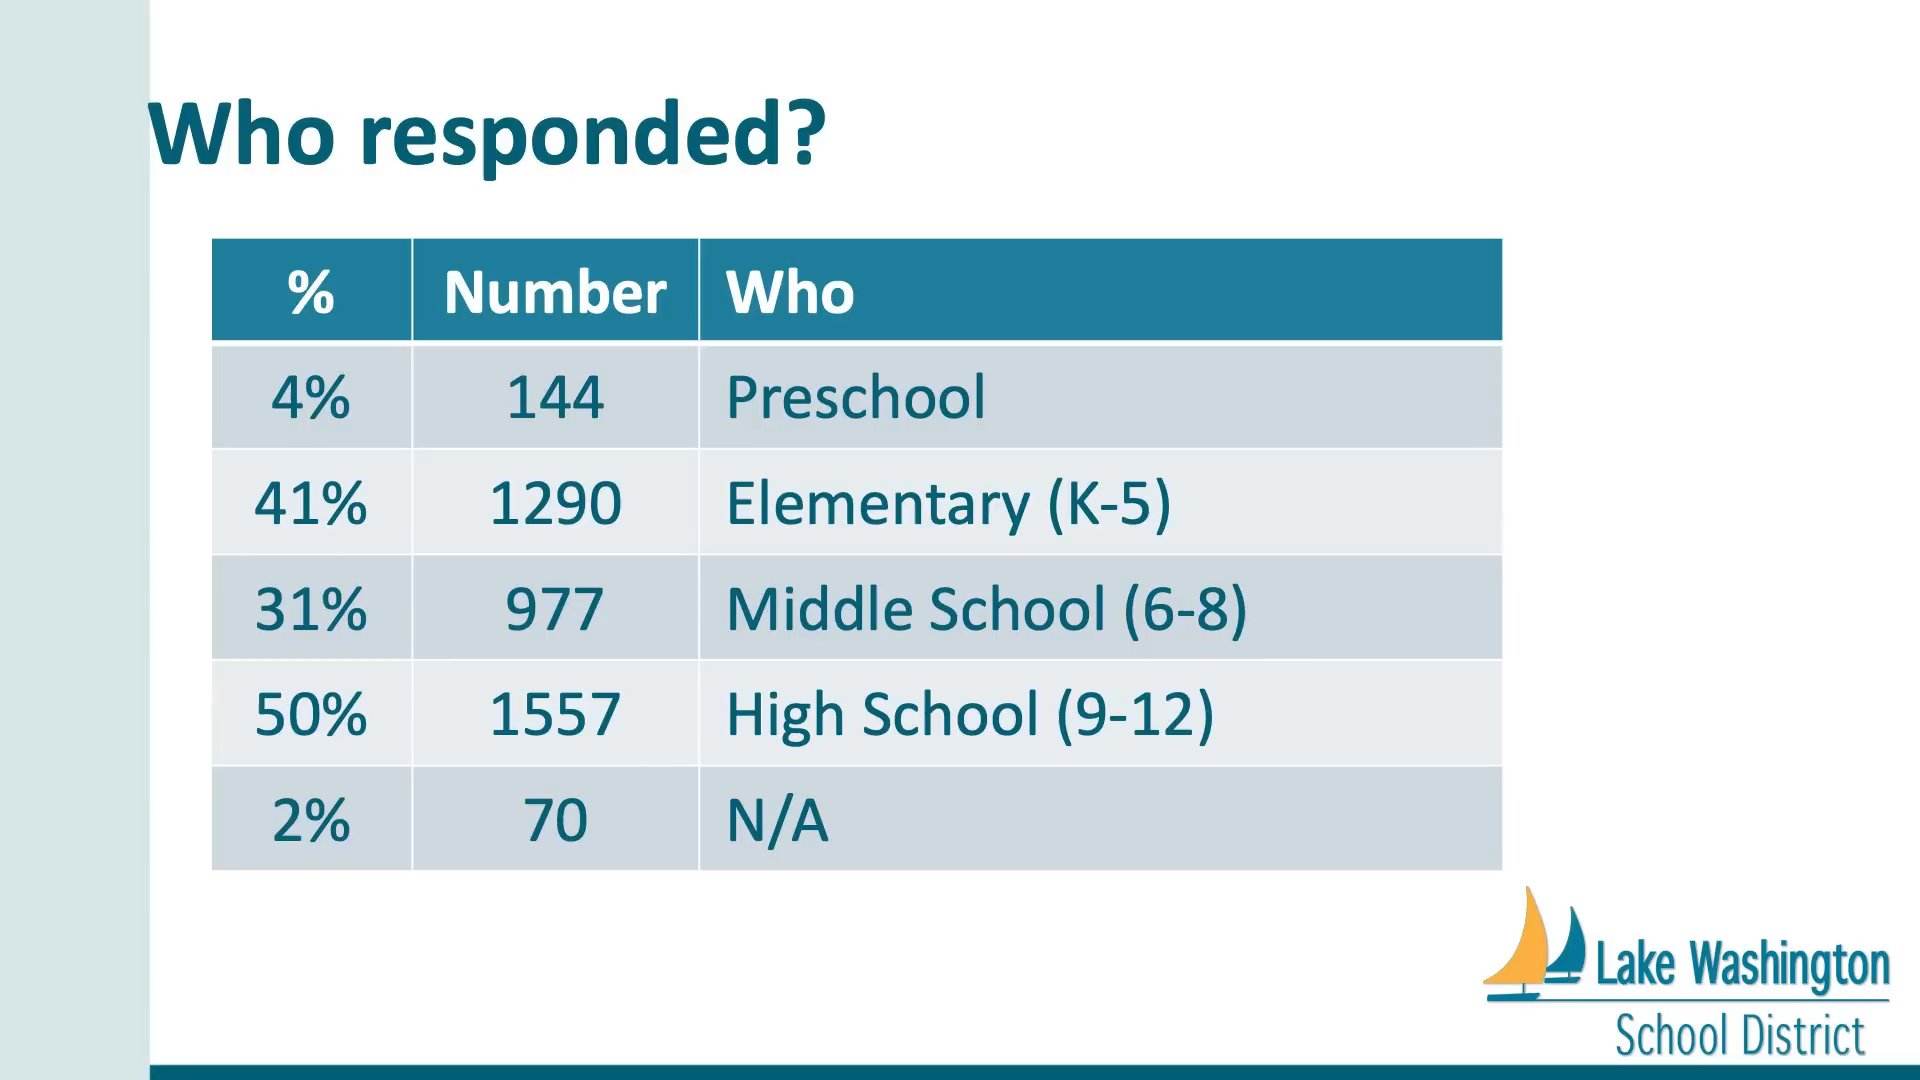 Who responded?
% Number Who
4% 144 Preschool
41% 1290 Elementary (K-5)
31% 977 Middle School (6-8)
50% 1557 High School (9-12)
2% 70 N/A
Lake Washington
School District